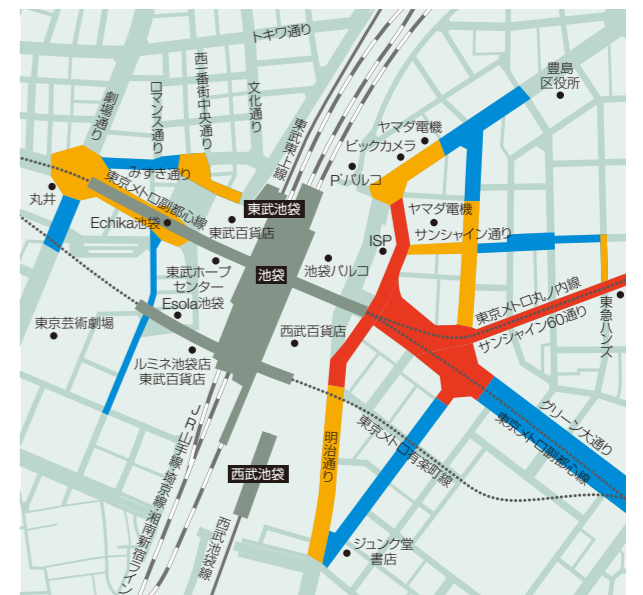 トキワ通り
豊島
区役所
西一番街中央通り
文化通り
ロマンス通り
劇場通り
東武東上線
ヤマダ電機
ビックカメラ
P'パルコ
みずき通り
丸井
東京メトロ副都心線
Echika池袋
東武池袋
東武百貨店
ヤマダ電機
サンシャイン通り
ISP
池袋
池袋パルコ
東武ホープ
センター
Esola池袋
東京芸術劇場
西武百貨店
東京メトロ丸ノ内線
サンシャイン60通り
東急ハンズ
ルミネ池袋店
東武百貨店
グリーン大通り
東京メトロ副都心線
東京メトロ有楽町線
明治通り
JR山手線・埼京線・湘南新宿ライン
西武池袋
西武池袋線
ジュンク堂
書店